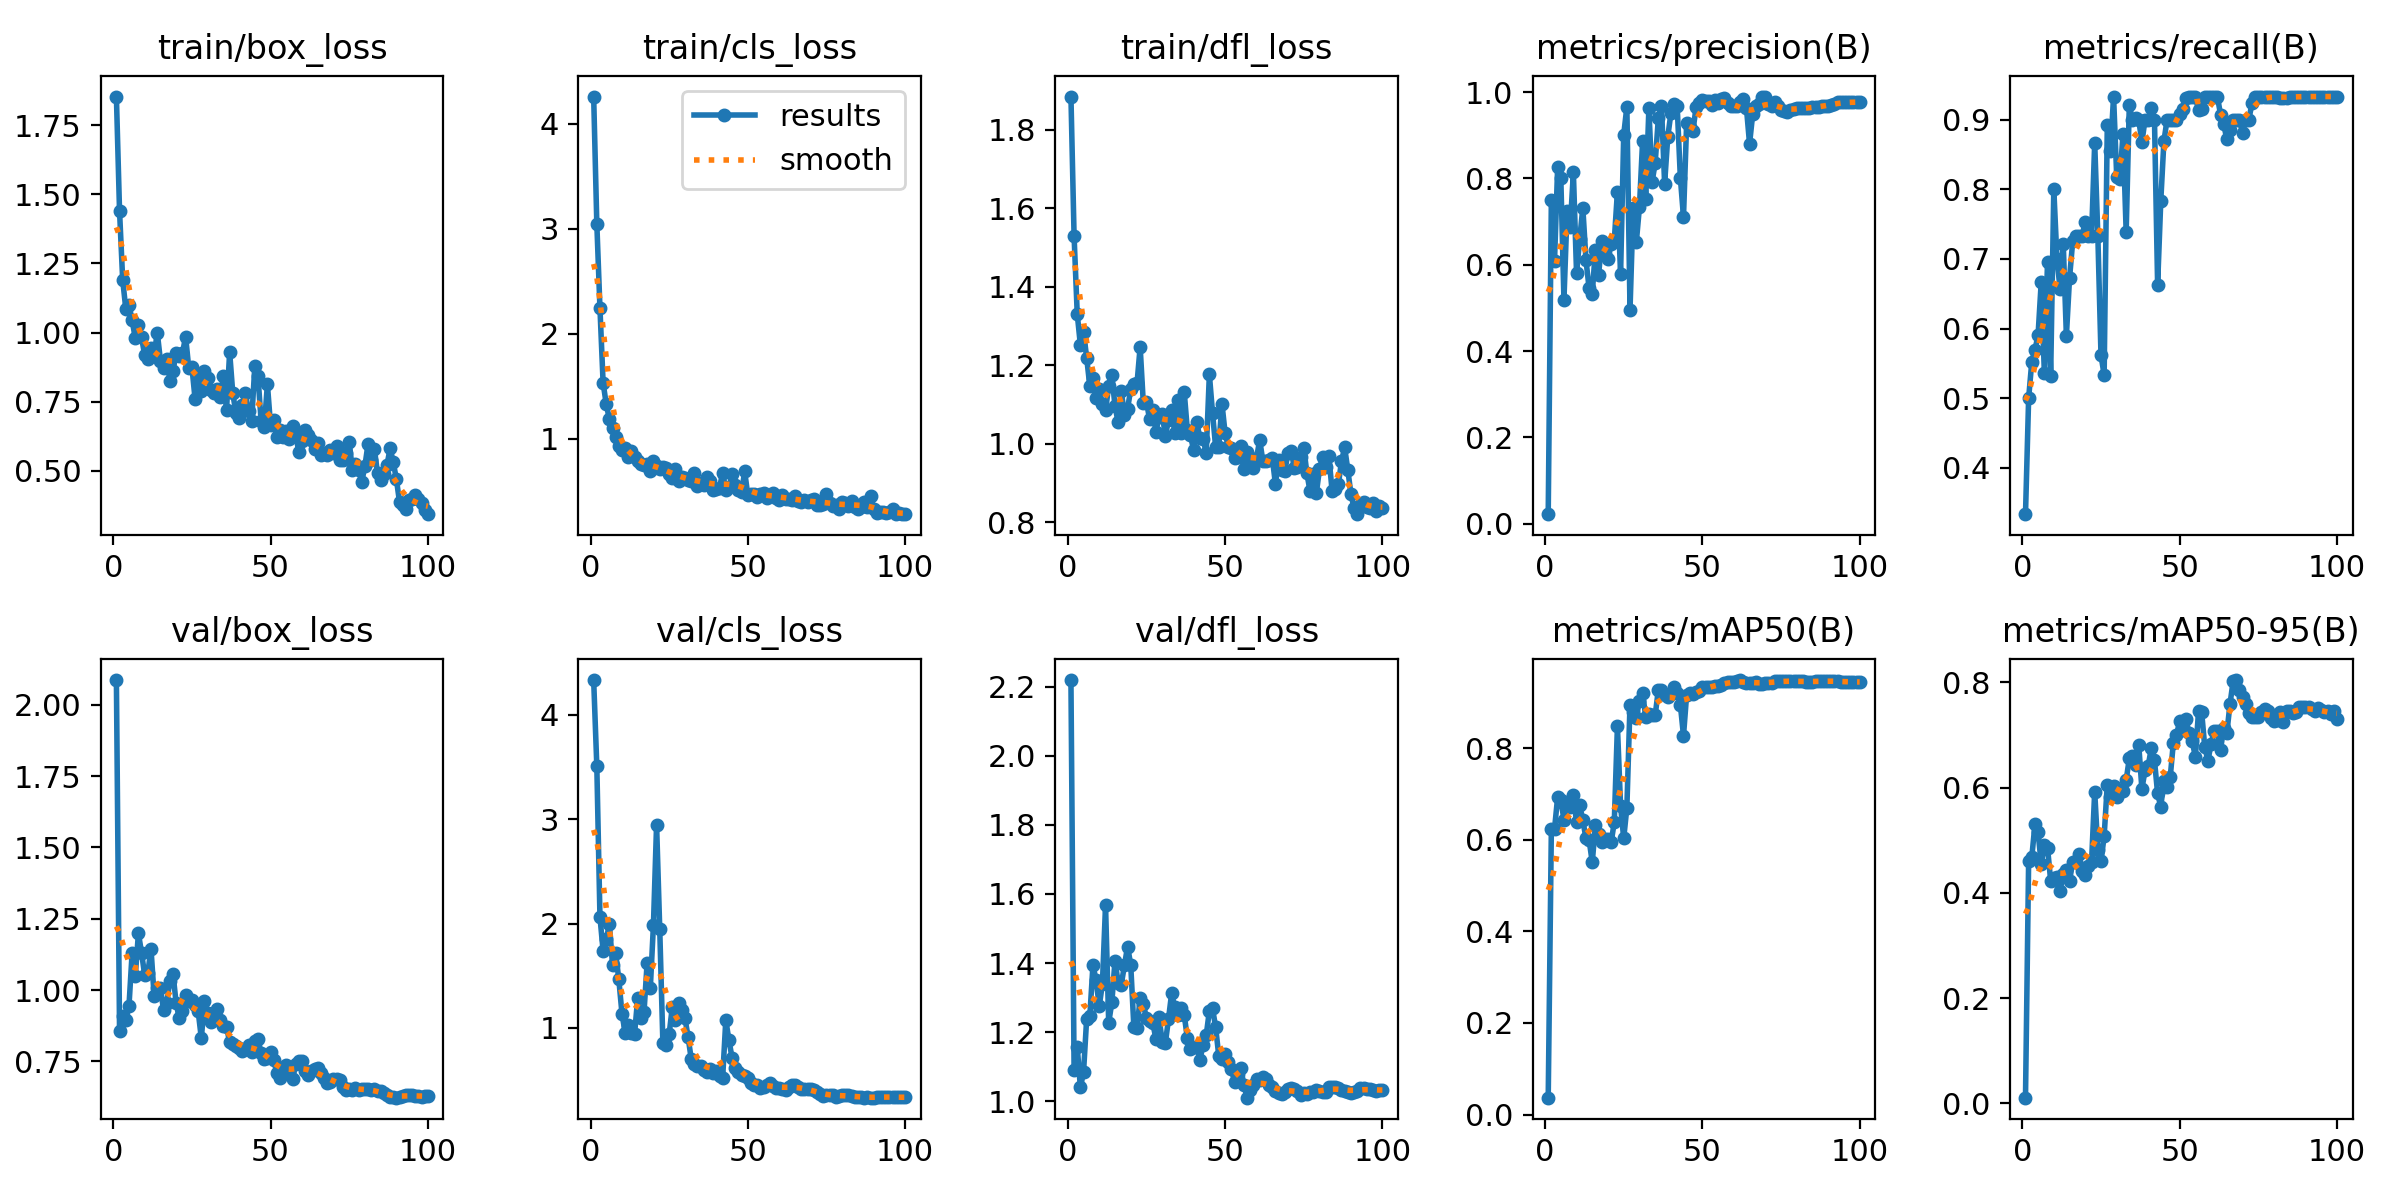 train/box_loss
1.75
1.50
1.25
1.00
0.75
0.50
0 50 100
train/cls_loss
results
smooth
4
3
2
1
0 50 100
train/dfl_loss
1.8
1.6
1.4
1.2
1.0
0.8
0 50 100
metrics/precision(B)
1.0
0.8
0.6
0.4
0.2
0.0
0 50 100
metrics/recall(B)
0.9
0.8
0.7
0.6
0.5
0.4
0 50 100
val/box_loss
2.00
1.75
1.50
1.25
1.00
0.75
0 50 100
val/cls_loss
4
3
2
1
0 50 100
val/dfl_loss
2.2
2.0
1.8
1.6
1.4
1.2
1.0
0 50 100
metrics/mAP50(B)
0.8
0.6
0.4
0.2
0.0
0 50 100
metrics/mAP50-95(B)
0.8
0.6
0.4
0.2
0.0
0 50 100